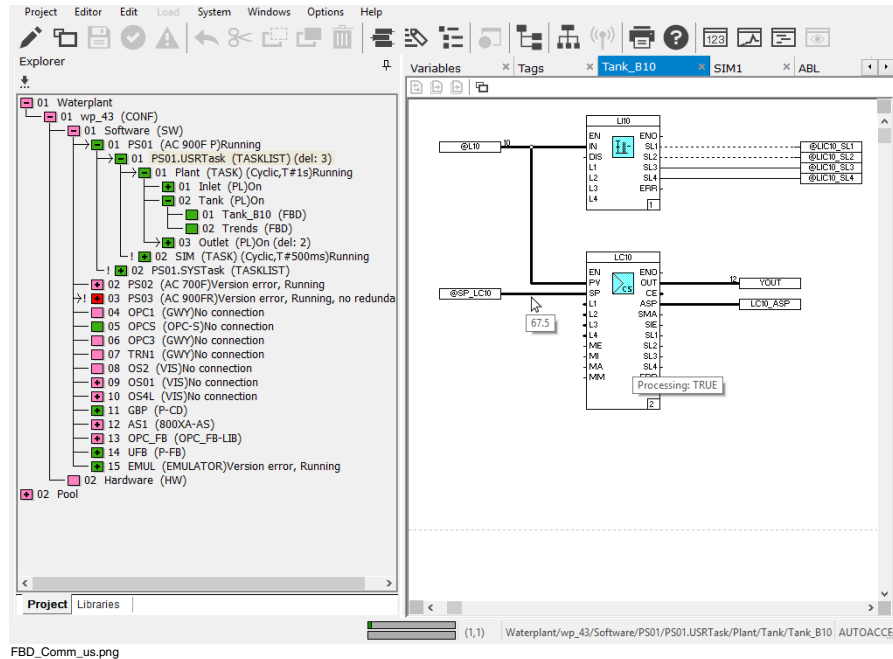 Project Editor Edit Load System Windows Options Help
Explorer
Variables × Tags × Tank_B10 × SIM1 × ABL
01 Waterplant
01 wp_43 (CONF)
01 Software (SW)
01 PS01 (AC 900F P)Running
01 PS01.USRTask (TASKLIST) (del: 3)
01 Plant (TASK) (Cyclic,T#1s)Running
01 Inlet (PL)On
02 Tank (PL)On
01 Tank_B10 (FBD)
02 Trends (FBD)
03 Outlet (PL)On (del: 2)
! 02 SIM (TASK) (Cyclic,T#500ms)Running
! 02 PS01.SYSTask (TASKLIST)
02 PS02 (AC 700F)Version error, Running
! 03 PS03 (AC 900FR)Version error, Running, no redunda
04 OPC1 (GWY)No connection
05 OPCS (OPC-S)No connection
06 OPC3 (GWY)No connection
07 TRN1 (GWY)No connection
08 OS2 (VIS)No connection
09 OS01 (VIS)No connection
10 OS4L (VIS)No connection
11 GBP (P-CD)
12 AS1 (800XA-AS)
13 OPC_FB (OPC_FB-LIB)
14 UFB (P-FB)
15 EMUL (EMULATOR)Version error, Running
02 Hardware (HW)
02 Pool
Project Libraries
123
LI10
EN ENO
@L10 10 IN SL1 @LIC10_SL1
DIS SL2 @LIC10_SL2
L1 SL3 @LIC10_SL3
L2 SL4 @LIC10_SL4
L3 ERR
L4
1
LC10
EN ENO
PV OUT 12 YOUT
@SP_LC10 SP CS CE
L1 ASP LC10_ASP
L2 SMA
67.5
L3 SIE
L4 SL1
ME SL2
MI SL3
MA SL4
MM ERR
Processing: TRUE
2
(1,1) Waterplant/wp_43/Software/PS01/PS01.USRTask/Plant/Tank/Tank_B10 AUTOACCE
FBD_Comm_us.png